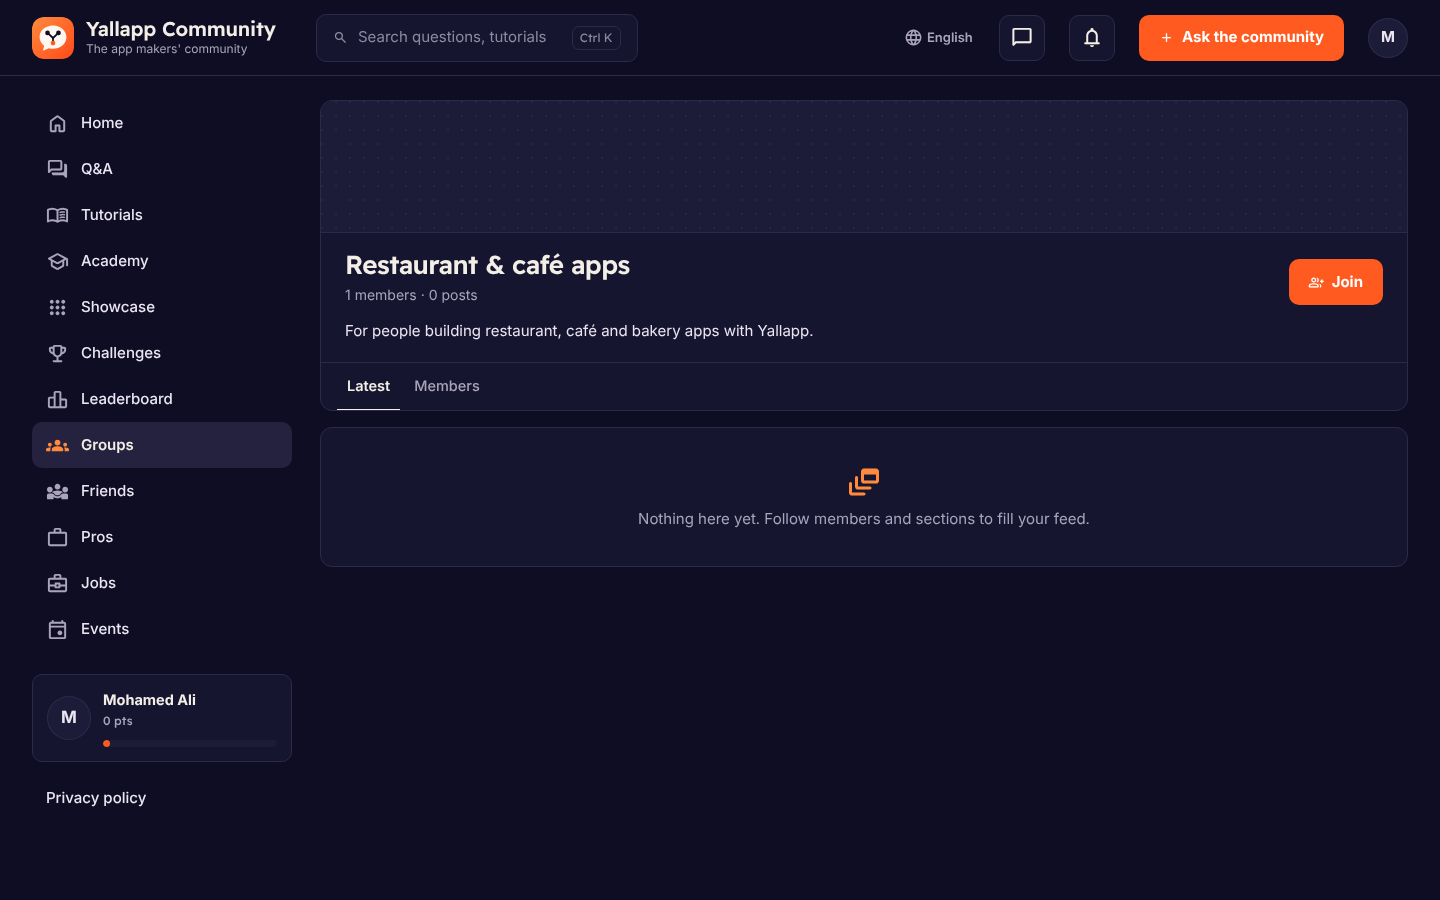 Yallapp Community
The app makers' community
Search questions, tutorials
Ctrl K
English
+ Ask the community
M
Home
Q&A
Tutorials
Academy
Showcase
Challenges
Leaderboard
Groups
Friends
Pros
Jobs
Events
M
Mohamed Ali
0 pts
Privacy policy
Restaurant & café apps
1 members · 0 posts
Join
For people building restaurant, café and bakery apps with Yallapp.
Latest
Members
Nothing here yet. Follow members and sections to fill your feed.